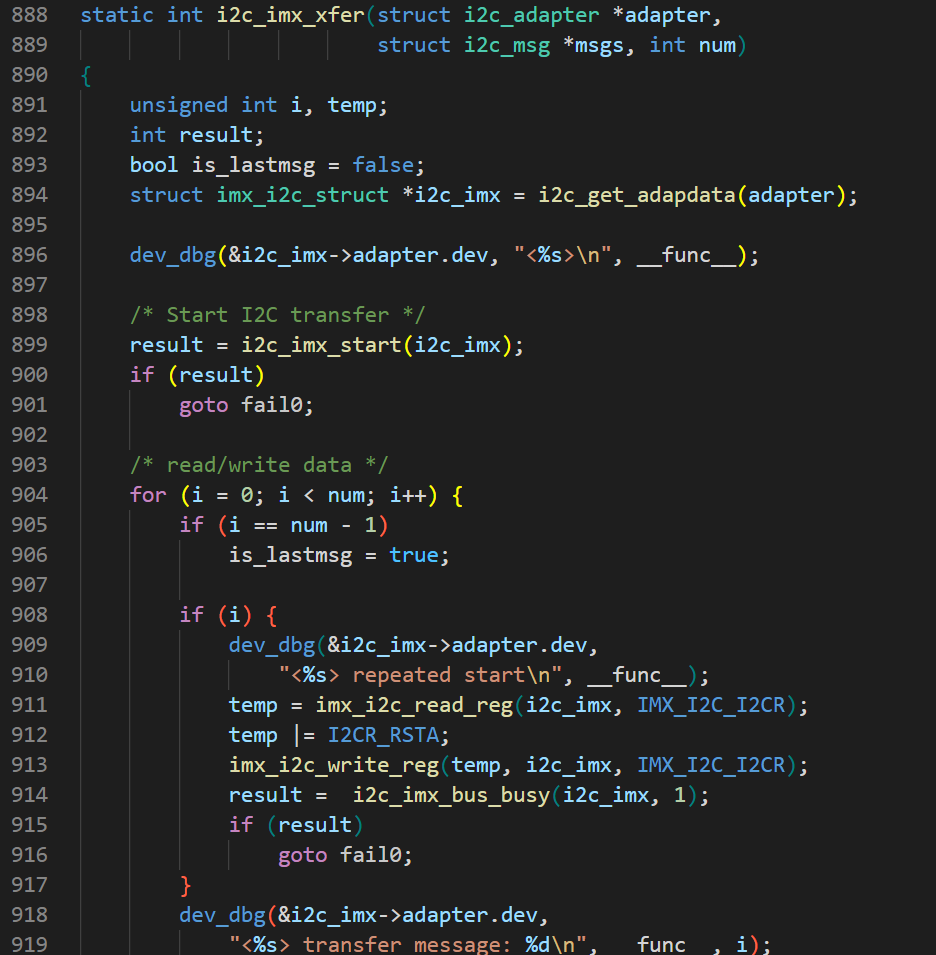 888 static int i2c_imx_xfer(struct i2c_adapter *adapter,
889                         struct i2c_msg *msgs, int num)
890 {
891     unsigned int i, temp;
892     int result;
893     bool is_lastmsg = false;
894     struct imx_i2c_struct *i2c_imx = i2c_get_adapdata(adapter);
895
896     dev_dbg(&i2c_imx->adapter.dev, "<%s>\n", __func__);
897
898     /* Start I2C transfer */
899     result = i2c_imx_start(i2c_imx);
900     if (result)
901         goto fail0;
902
903     /* read/write data */
904     for (i = 0; i < num; i++) {
905         if (i == num - 1)
906             is_lastmsg = true;
907
908         if (i) {
909             dev_dbg(&i2c_imx->adapter.dev,
910                 "<%s> repeated start\n", __func__);
911             temp = imx_i2c_read_reg(i2c_imx, IMX_I2C_I2CR);
912             temp |= I2CR_RSTA;
913             imx_i2c_write_reg(temp, i2c_imx, IMX_I2C_I2CR);
914             result =  i2c_imx_bus_busy(i2c_imx, 1);
915             if (result)
916                 goto fail0;
917         }
918         dev_dbg(&i2c_imx->adapter.dev,
919             "<%s> transfer message: %d\n", __func__, i);